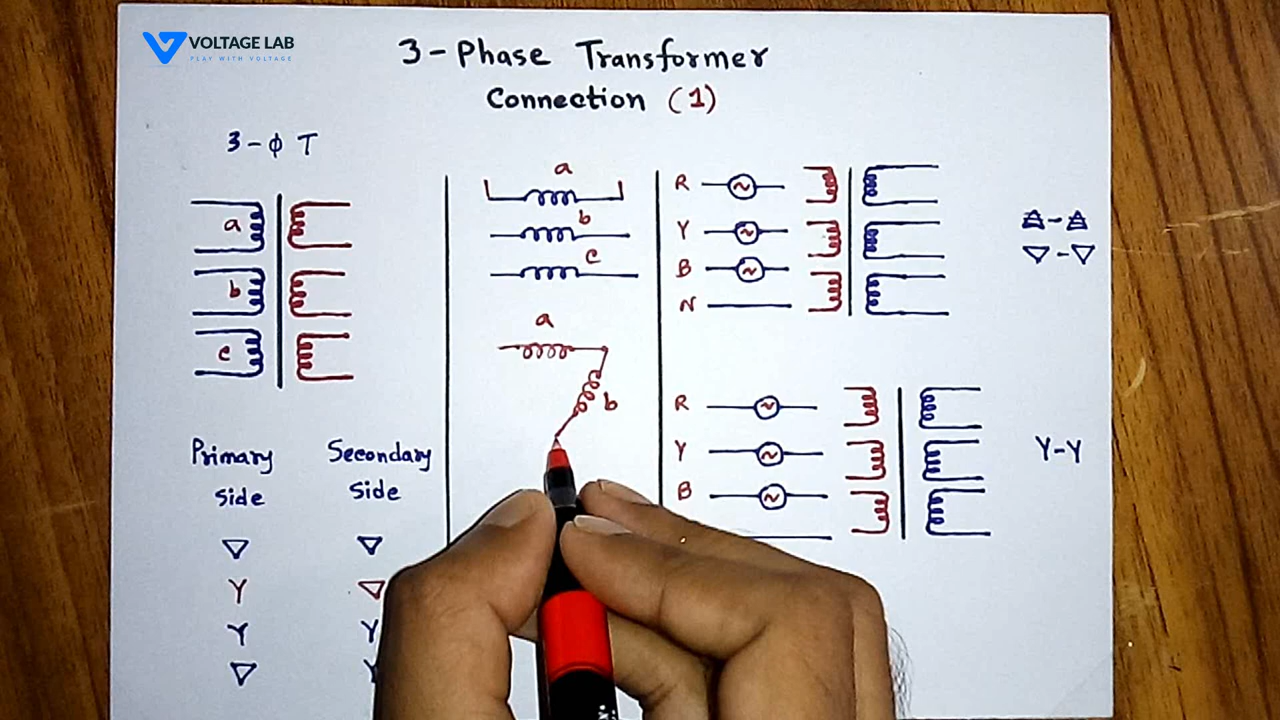 VOLTAGE LAB
PLAY WITH VOLTAGE
3-Phase Transformer
Connection (1)
3-ϕ T
a
b
c
Primary Side
Secondary Side
▽ ▽
Y ▽
Y Y
▽
a
b
c
a
b
R
Y
B
N
△-△
▽-▽
R
Y
B
Y-Y